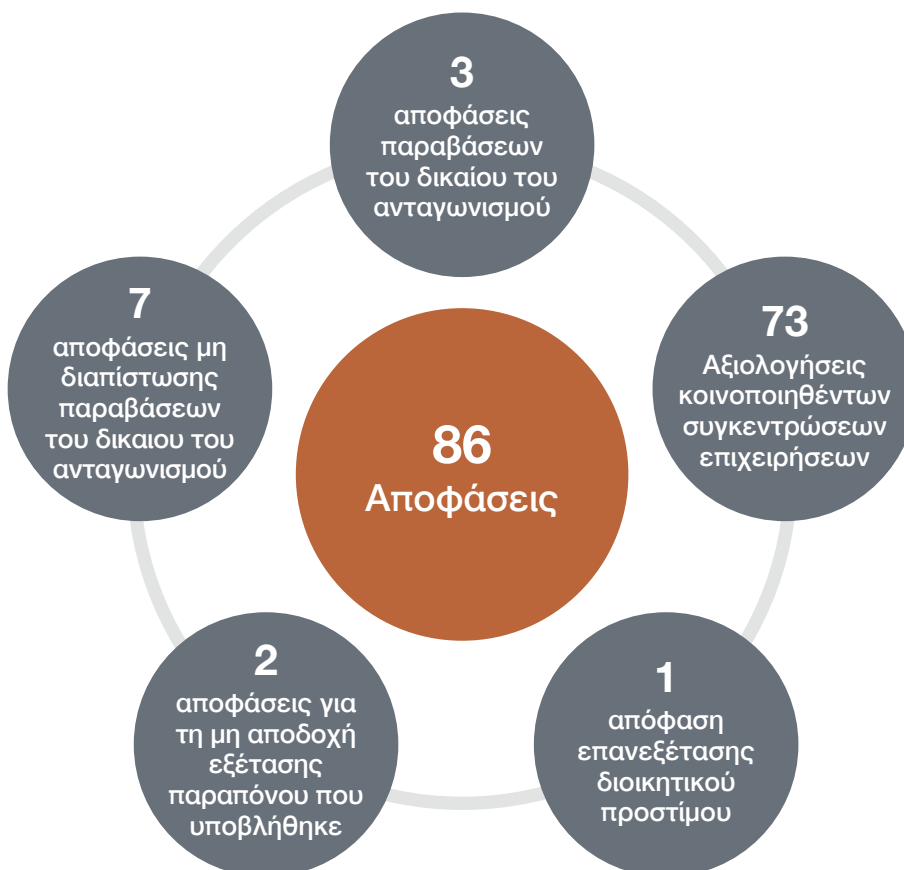 3
αποφάσεις
παραβάσεων
του δικαίου του
ανταγωνισμού
7
αποφάσεις μη
διαπίστωσης
παραβάσεων
του δικαιου του
ανταγωνισμού
73
Αξιολογήσεις
κοινοποιηθέντων
συγκεντρώσεων
επιχειρήσεων
86
Αποφάσεις
2
αποφάσεις για
τη μη αποδοχή
εξέτασης
παραπόνου που
υποβλήθηκε
1
απόφαση
επανεξέτασης
διοικητικού
προστίμου